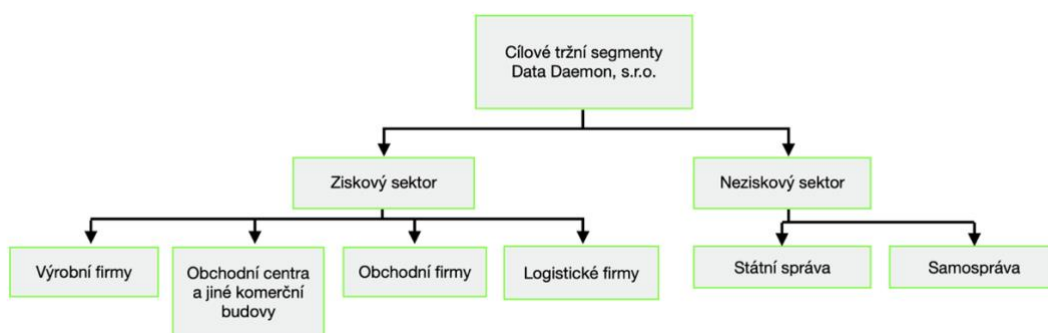 Cílové tržní segmenty
Data Daemon, s.r.o.
Ziskový sektor
Neziskový sektor
Výrobní firmy
Obchodní centra
a jiné komerční
budovy
Obchodní firmy
Logistické firmy
Státní správa
Samospráva